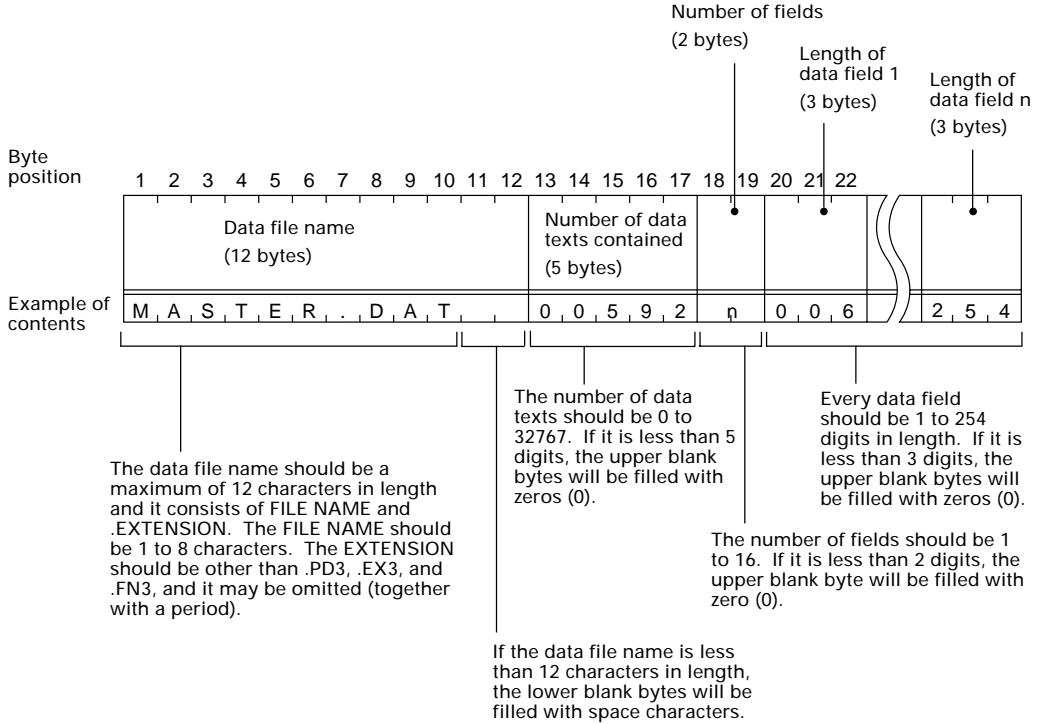 Number of fields
(2 bytes)
Length of
data field 1
(3 bytes)
Length of
data field n
(3 bytes)
Byte
position
1 2 3 4 5 6 7 8 9 10 11 12 13 14 15 16 17 18 19 20 21 22
Data file name
(12 bytes)
Number of data
texts contained
(5 bytes)
Example of
contents
M A S T E R . D A T 0 0 5 9 2 n 0 0 6 2 5 4
The number of data
texts should be 0 to
32767. If it is less than 5
digits, the upper blank
bytes will be filled with
zeros (0).
Every data field
should be 1 to 254
digits in length. If it is
less than 3 digits, the
upper blank bytes will
be filled with zeros (0).
The data file name should be a
maximum of 12 characters in length
and it consists of FILE NAME and
.EXTENSION. The FILE NAME should
be 1 to 8 characters. The EXTENSION
should be other than .PD3, .EX3, and
.FN3, and it may be omitted (together
with a period).
The number of fields should be 1
to 16. If it is less than 2 digits, the
upper blank byte will be filled with
zero (0).
If the data file name is less
than 12 characters in length,
the lower blank bytes will be
filled with space characters.